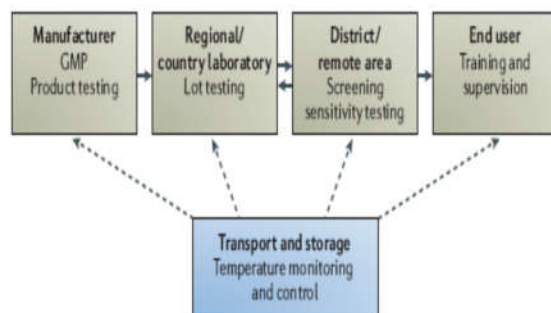 Manufacturer
GMP
Product testing
Regional/
country laboratory
Lot testing
District/
remote area
Screening
sensitivity testing
End user
Training and
supervision
Transport and storage
Temperature monitoring
and control